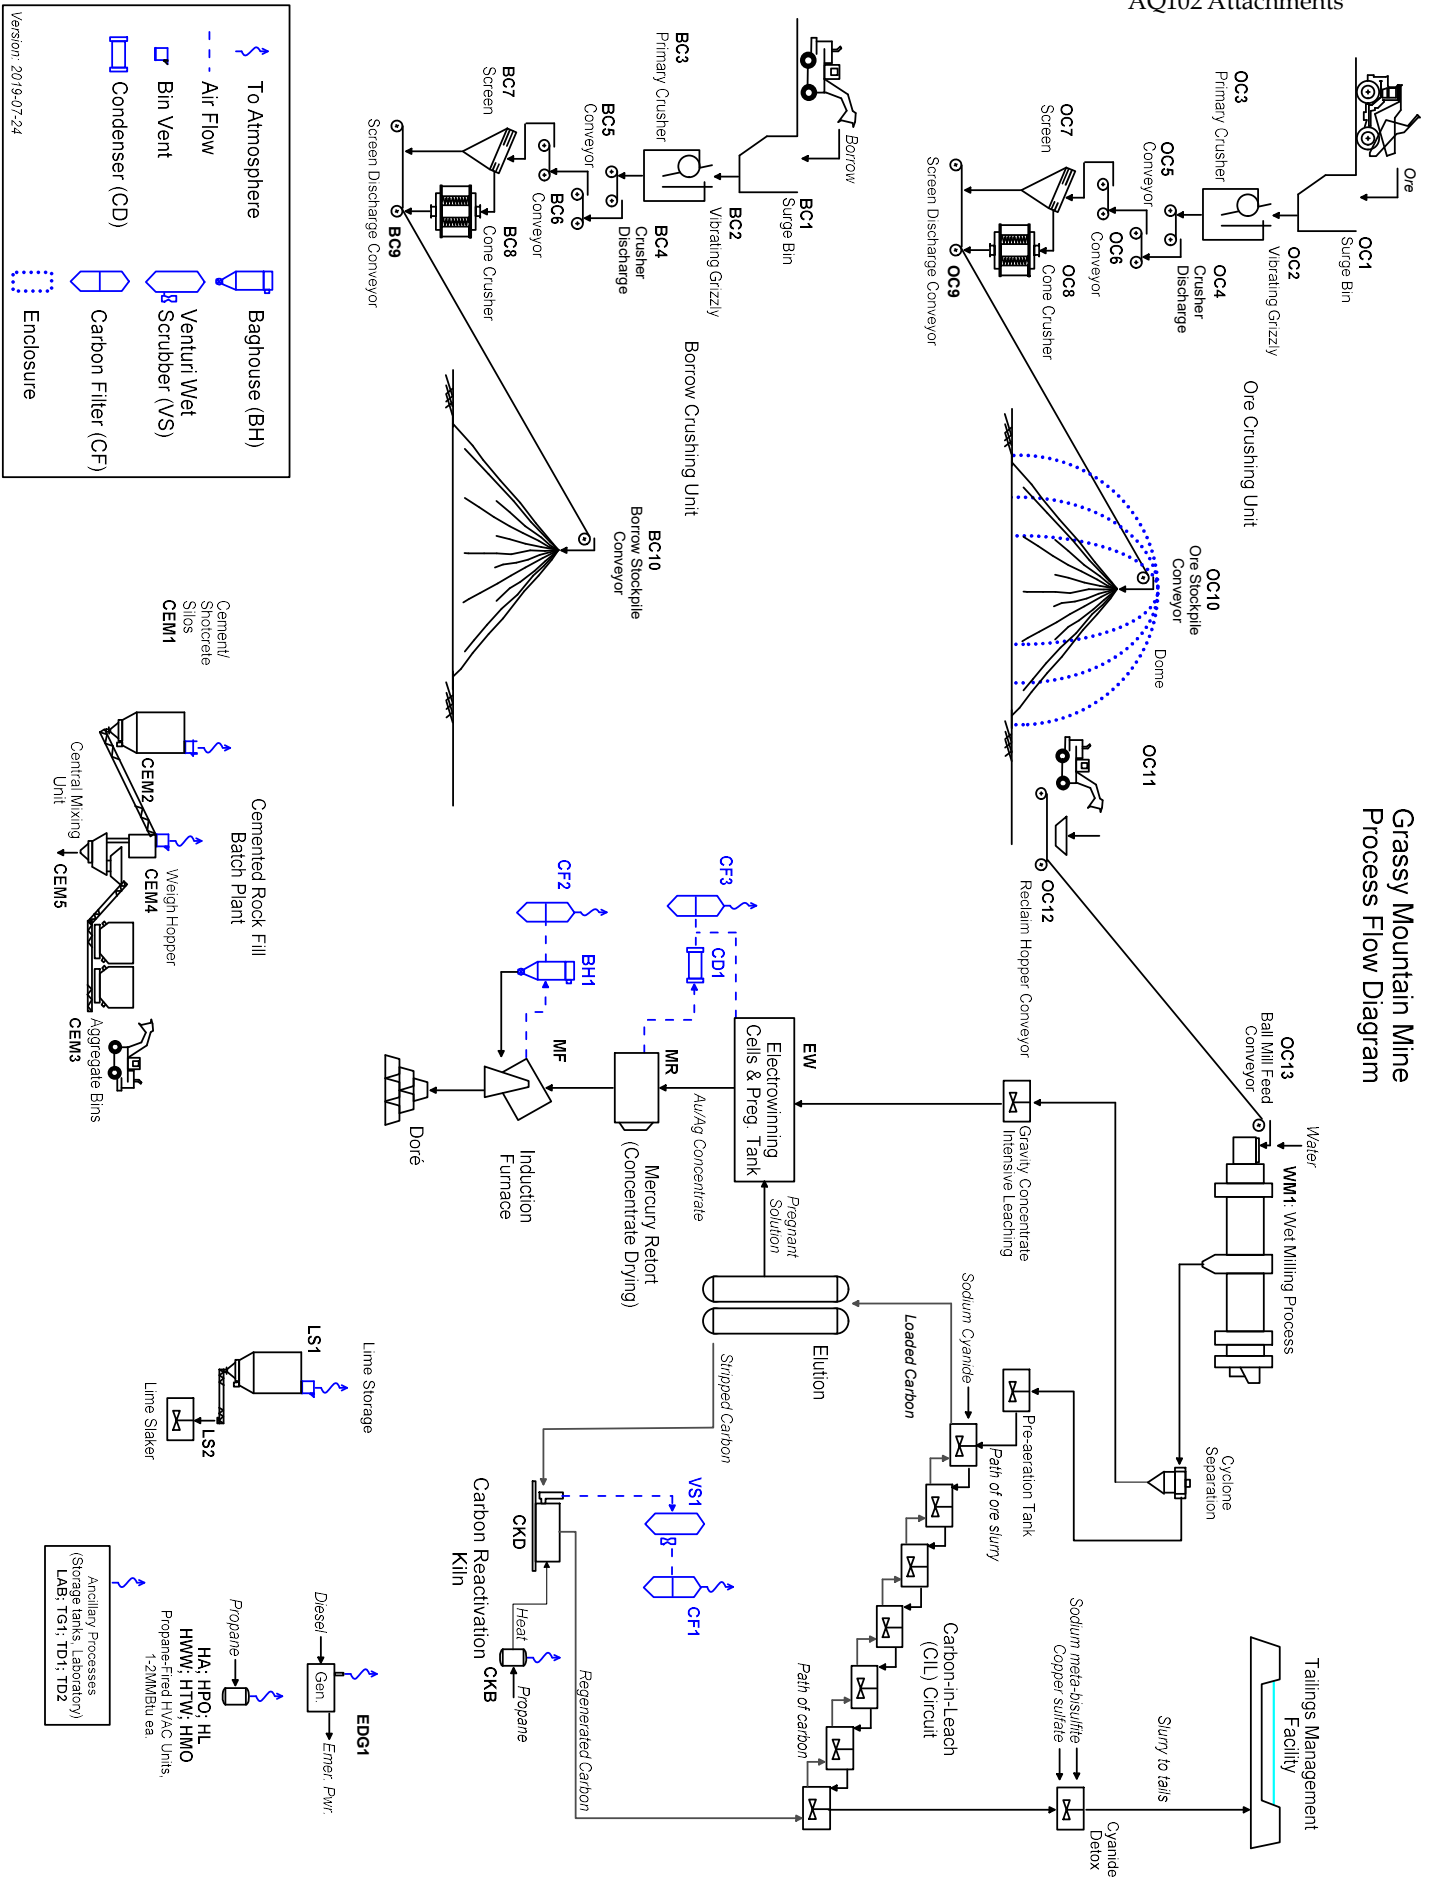 AQ102 Attachments
Grassy Mountain Mine
Process Flow Diagram
Ore
OC1
Surge Bin
OC2
Vibrating Grizzly
OC3
Primary Crusher
OC4
Crusher
Discharge
OC5
Conveyor
OC6
Conveyor
OC7
Screen
OC8
Cone Crusher
OC9
Screen Discharge Conveyor
Ore Crushing Unit
OC10
Ore Stockpile
Conveyor
Dome
OC11
OC12
Reclaim Hopper Conveyor
OC13
Ball Mill Feed
Conveyor
Water
WM1: Wet Milling Process
Cyclone
Separation
Gravity Concentrate
Intensive Leaching
Pre-aeration Tank
Sodium Cyanide
Path of ore slurry
Loaded Carbon
Carbon-in-Leach
(CIL) Circuit
Path of carbon
Sodium meta-bisulfite
Copper sulfate
Cyanide
Detox
Slurry to tails
Tailings Management
Facility
Borrow
BC1
Surge Bin
BC2
Vibrating Grizzly
BC3
Primary Crusher
BC4
Crusher
Discharge
BC5
Conveyor
BC6
Conveyor
BC7
Screen
BC8
Cone Crusher
BC9
Screen Discharge Conveyor
Borrow Crushing Unit
BC10
Borrow Stockpile
Conveyor
EW
Electrowinning
Cells & Preg. Tank
Pregnant
Solution
Elution
Stripped Carbon
Au/Ag Concentrate
MR
Mercury Retort
(Concentrate Drying)
CD1
CF3
MF
Induction
Furnace
BH1
CF2
Doré
VS1
CF1
CKD
Carbon Reactivation
Kiln
Heat
CKB
Propane
Regenerated Carbon
To Atmosphere
Air Flow
Bin Vent
Condenser (CD)
Baghouse (BH)
Venturi Wet
Scrubber (VS)
Carbon Filter (CF)
Enclosure
Version: 2019-07-24
Cemented Rock Fill
Batch Plant
Cement/
Shotcrete
Silos
CEM1
CEM2
Central Mixing
Unit
Weigh Hopper
CEM4
CEM5
Aggregate Bins
CEM3
Lime Storage
LS1
LS2
Lime Slaker
Diesel
Gen.
EDG1
Emer. Pwr.
Propane
HA; HPO; HL
HWW; HTW; HMO
Propane-Fired HVAC Units,
1-2MMBtu ea.
Ancillary Processes
(Storage tanks, Laboratory)
LAB; TG1; TD1; TD2